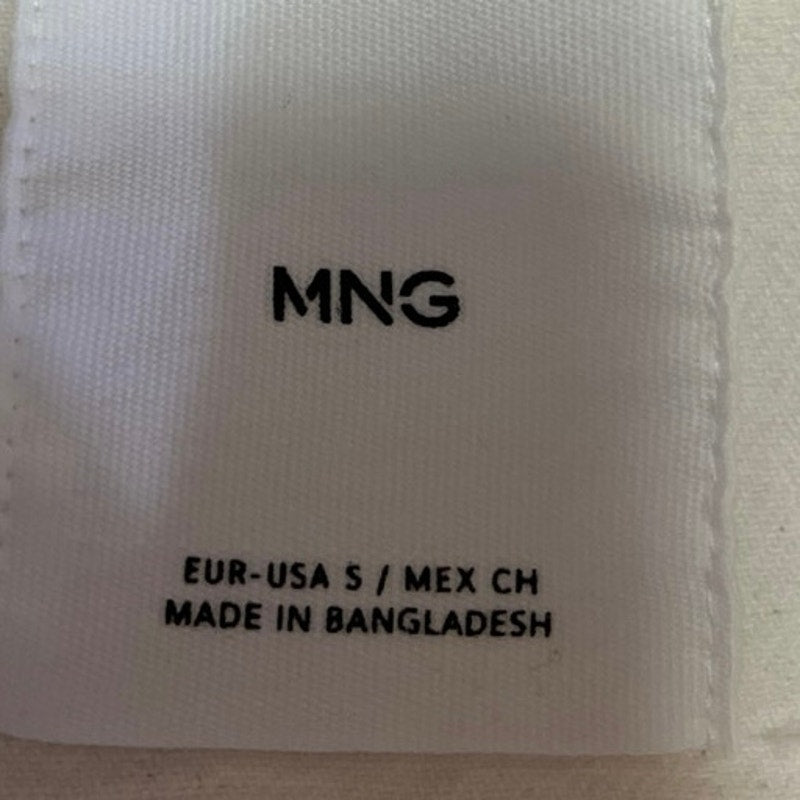 MNG
EUR-USA S / MEX CH
MADE IN BANGLADESH